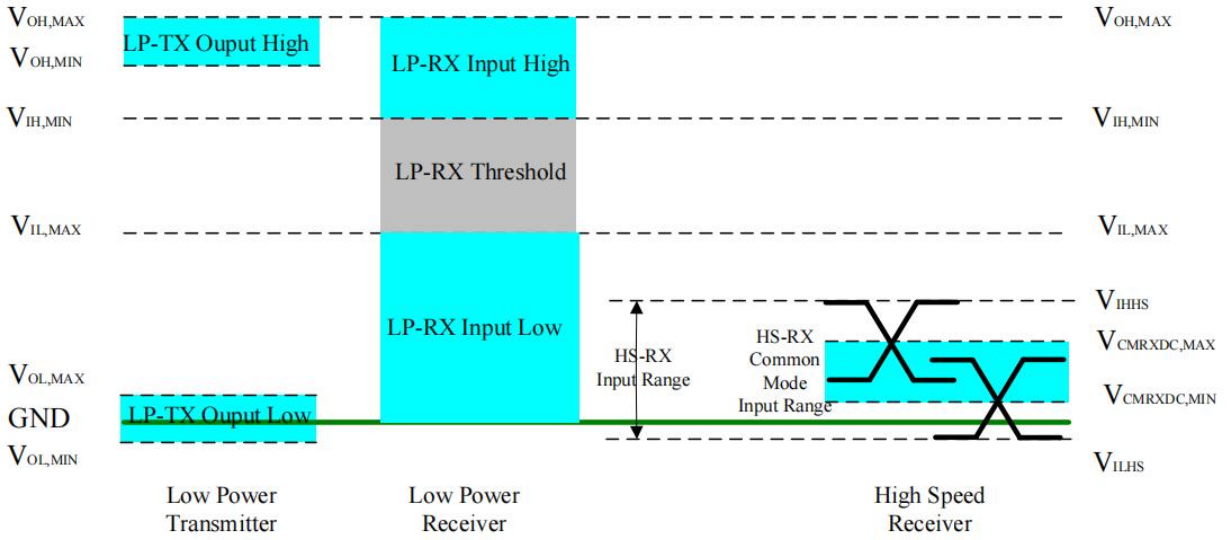 VOH,MAX
LP-TX Ouput High
VOH,MIN
LP-RX Input High
VOH,MAX
VIH,MIN
VIH,MIN
LP-RX Threshold
VIL,MAX
VIL,MAX
LP-RX Input Low
VIHHS
HS-RX
Input Range
HS-RX
Common
Mode
Input Range
VCMRXDC,MAX
VCMRXDC,MIN
VOL,MAX
LP-TX Ouput Low
GND
VOL,MIN
VILHS
Low Power
Transmitter
Low Power
Receiver
High Speed
Receiver